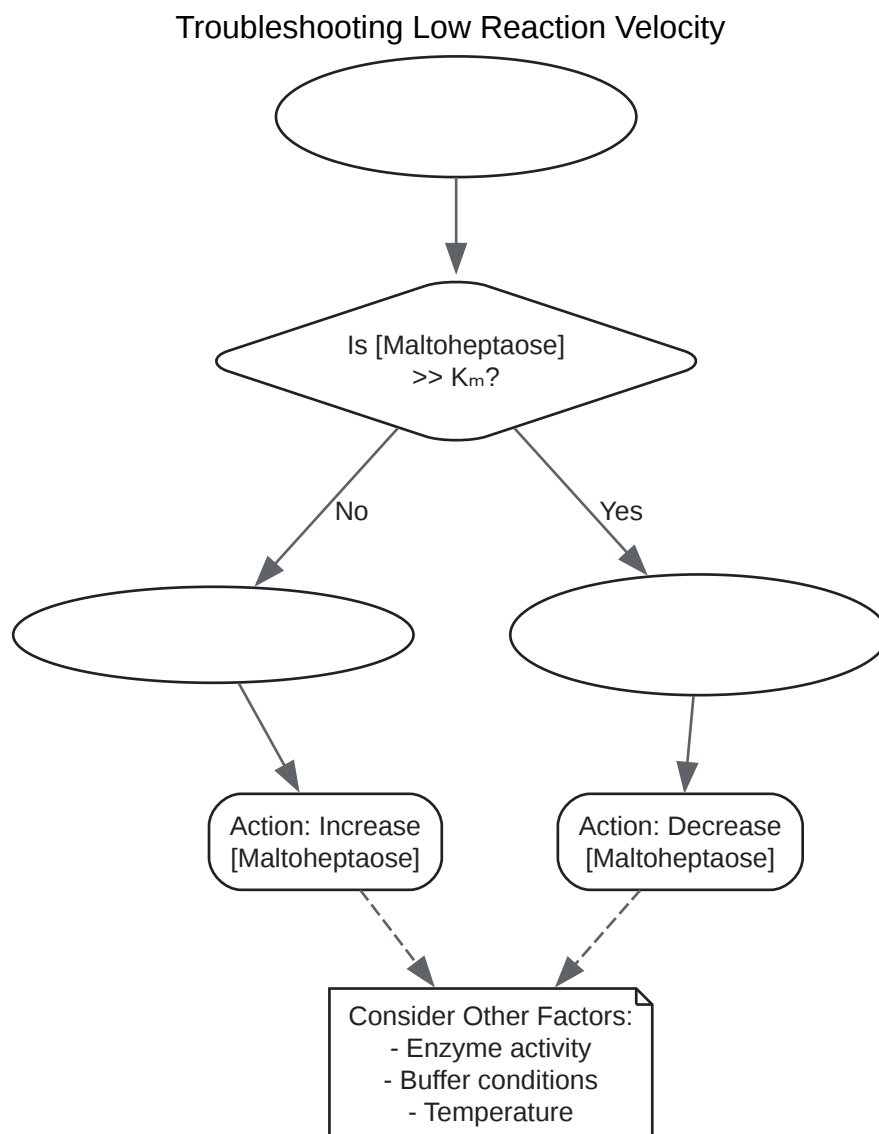 Troubleshooting Low Reaction Velocity
Is [Maltoheptaose]
>> Kₘ?
No
Yes
Action: Increase
[Maltoheptaose]
Action: Decrease
[Maltoheptaose]
Consider Other Factors:
- Enzyme activity
- Buffer conditions
- Temperature